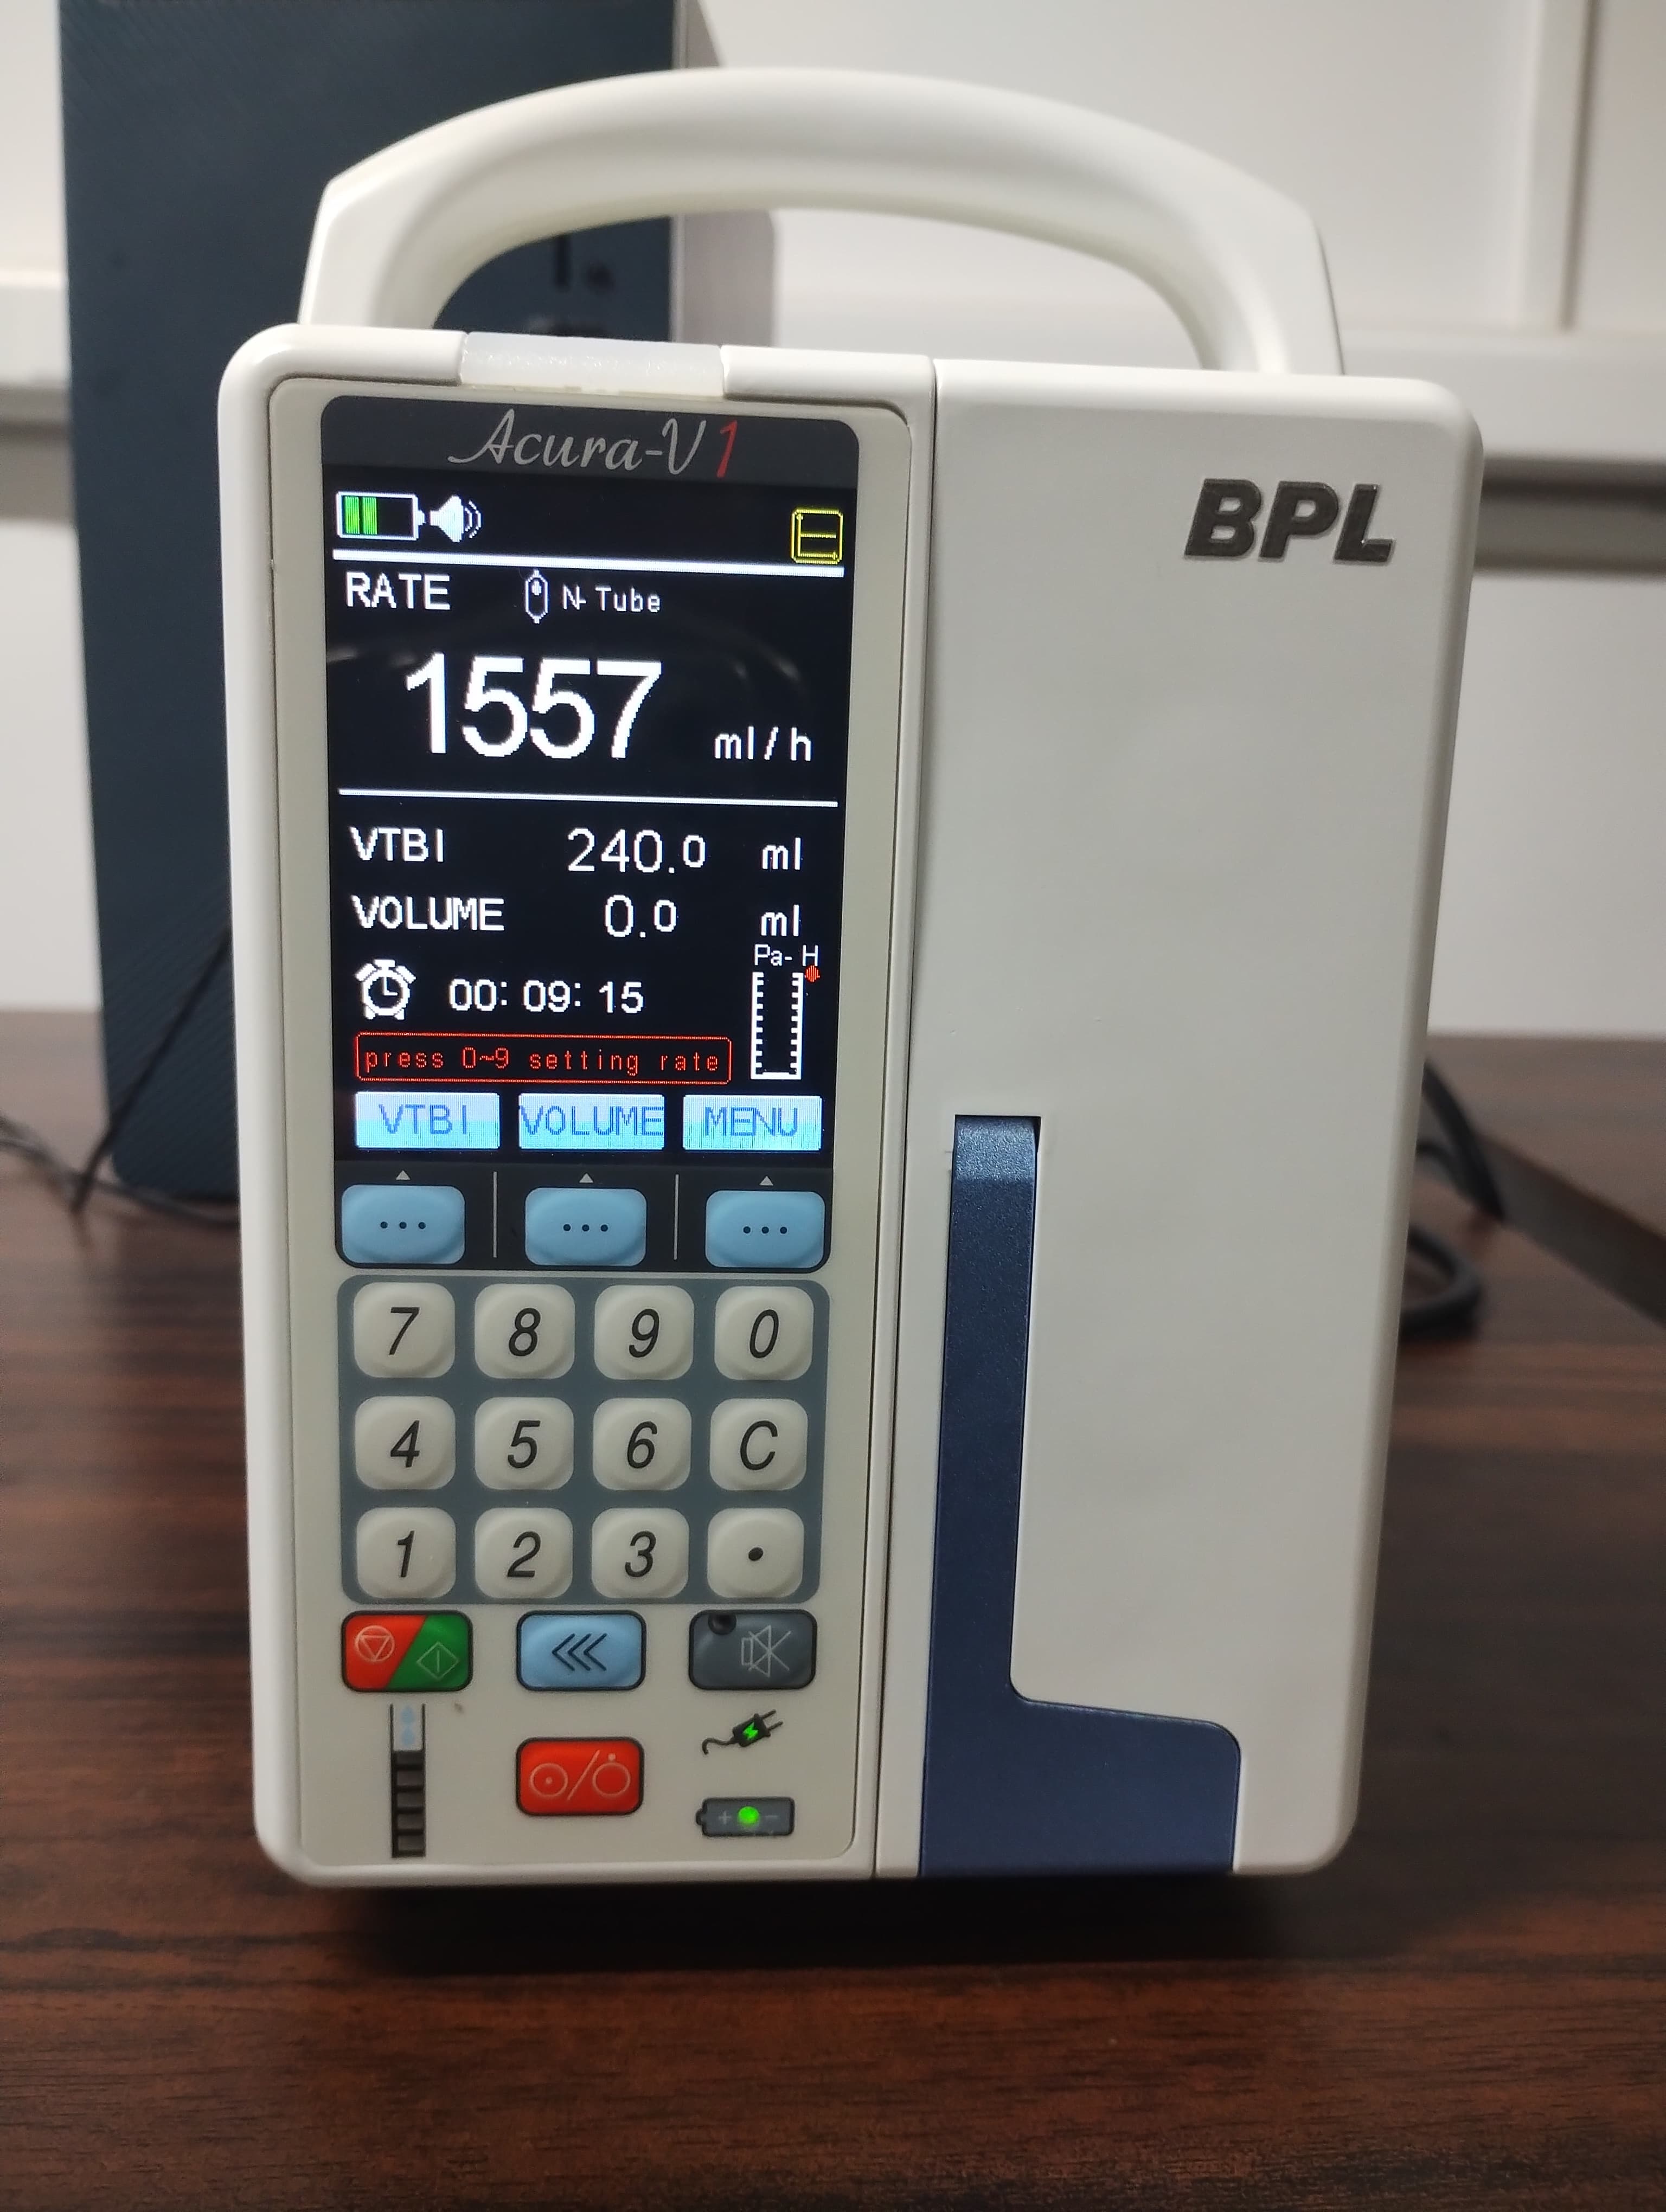 Acura-V1
BPL
RATE N- Tube
1557 ml/h
VTBI 240.0 ml
VOLUME 0.0 ml
Pa- H
00: 09: 15
press 0~9 setting rate
VTBI VOLUME MENU
7 8 9 0
4 5 6 C
1 2 3 •